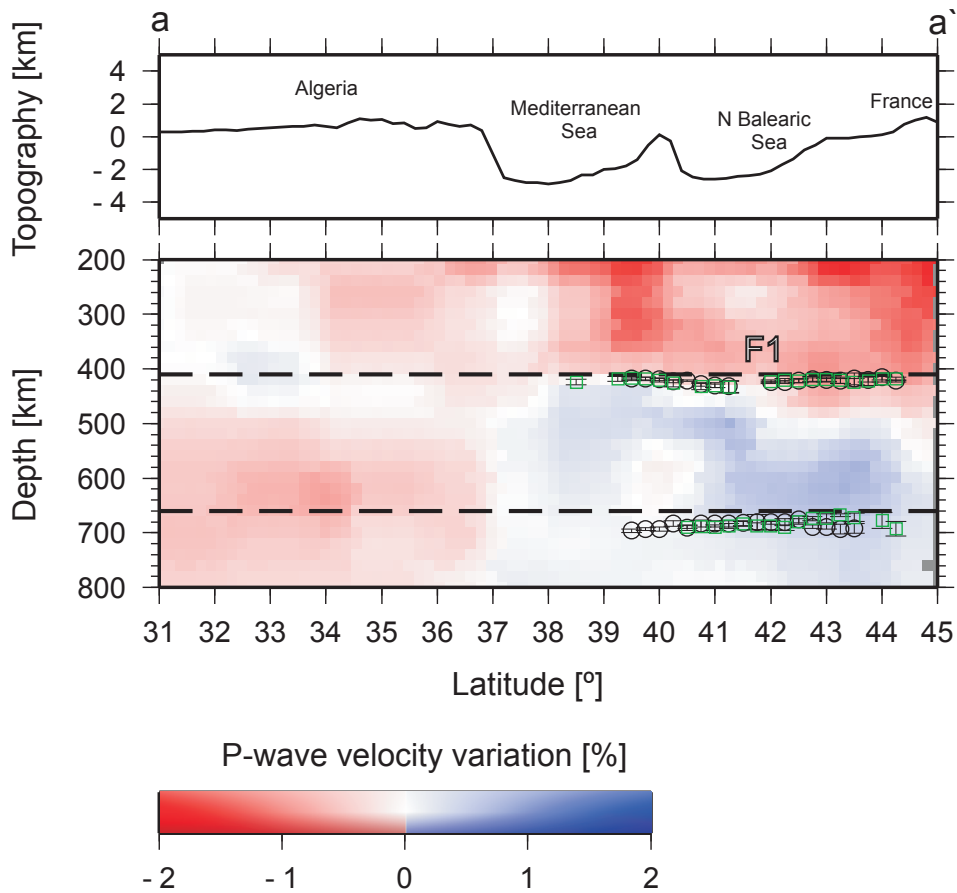 a a`
Topography [km]
4
2
0
- 2
- 4
Algeria
Mediterranean
Sea
N Balearic
Sea
France
Depth [km]
200
300
400
500
600
700
800
F1
31 32 33 34 35 36 37 38 39 40 41 42 43 44 45
Latitude [º]
P-wave velocity variation [%]
- 2 - 1 0 1 2